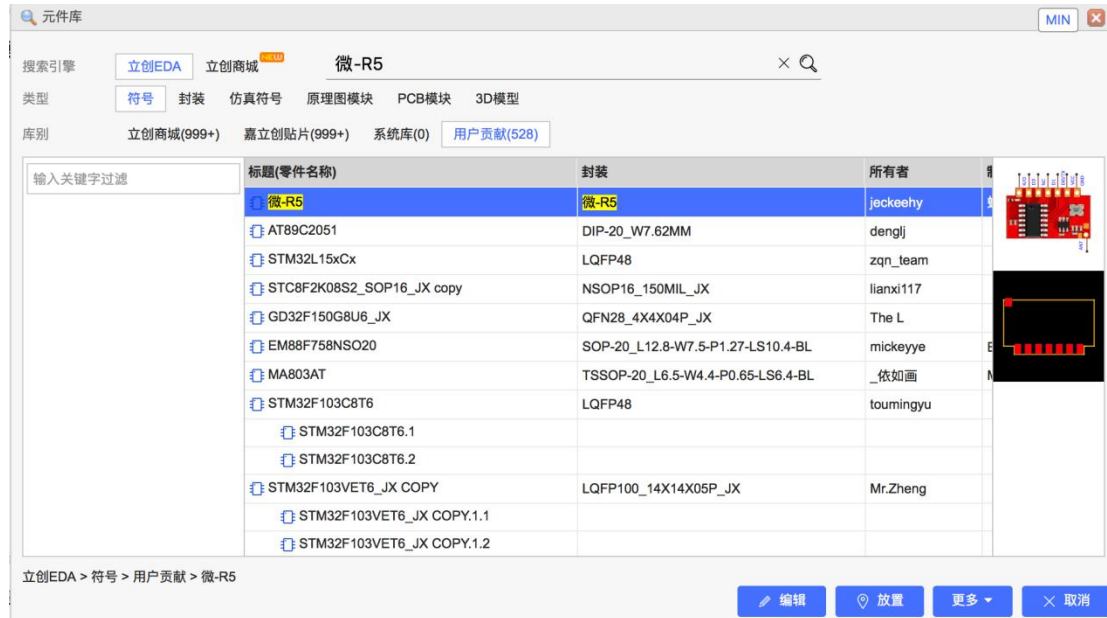 元件库 MIN
搜索引擎 立创EDA 立创商城 NEW 微-R5
类型 符号 封装 仿真符号 原理图模块 PCB模块 3D模型
库别 立创商城(999+) 嘉立创贴片(999+) 系统库(0) 用户贡献(528)
输入关键字过滤
标题(零件名称) 封装 所有者
微-R5 微-R5 jeckeehy
AT89C2051 DIP-20_W7.62MM denglj
STM32L15xCx LQFP48 zqn_team
STC8F2K08S2_SOP16_JX copy NSOP16_150MIL_JX lianxi117
GD32F150G8U6_JX QFN28_4X4X04P_JX The L
EM88F758NSO20 SOP-20_L12.8-W7.5-P1.27-LS10.4-BL mickeyye
MA803AT TSSOP-20_L6.5-W4.4-P0.65-LS6.4-BL _依如画
STM32F103C8T6 LQFP48 toumingyu
STM32F103C8T6.1
STM32F103C8T6.2
STM32F103VET6_JX COPY LQFP100_14X14X05P_JX Mr.Zheng
STM32F103VET6_JX COPY.1.1
STM32F103VET6_JX COPY.1.2
立创EDA > 符号 > 用户贡献 > 微-R5
编辑 放置 更多 取消